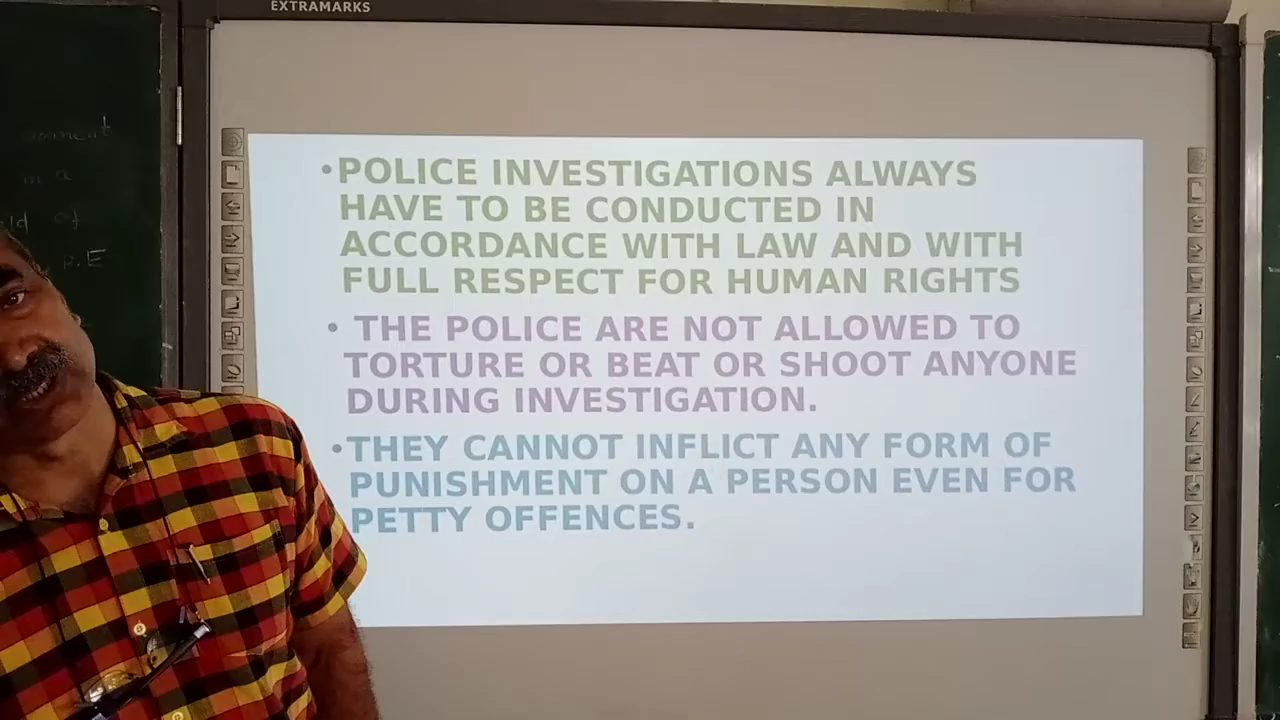 EXTRAMARKS
•POLICE INVESTIGATIONS ALWAYS
HAVE TO BE CONDUCTED IN
ACCORDANCE WITH LAW AND WITH
FULL RESPECT FOR HUMAN RIGHTS
• THE POLICE ARE NOT ALLOWED TO
TORTURE OR BEAT OR SHOOT ANYONE
DURING INVESTIGATION.
•THEY CANNOT INFLICT ANY FORM OF
PUNISHMENT ON A PERSON EVEN FOR
PETTY OFFENCES.
of